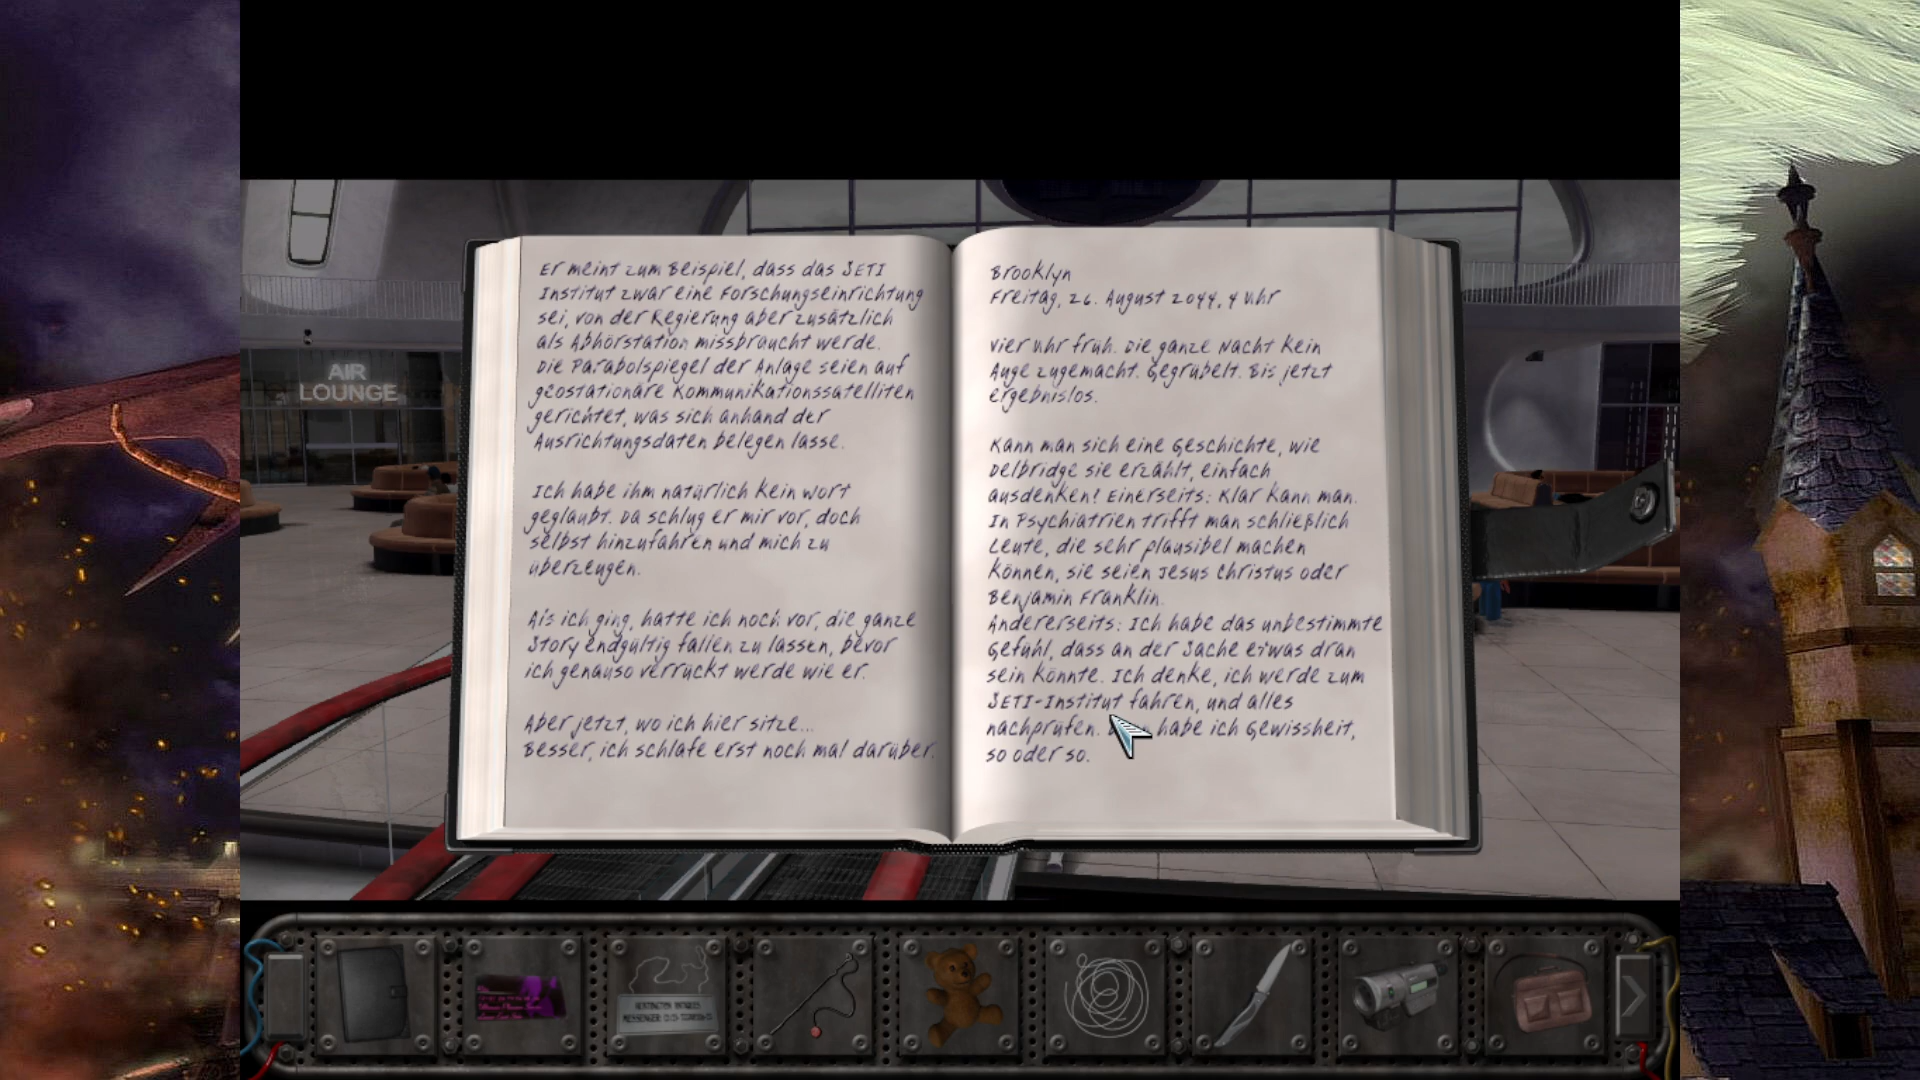 Er meint zum Beispiel, dass das SETI
Institut zwar eine Forschungseinrichtung
sei, von der Regierung aber zusätzlich
als Abhörstation missbraucht werde.
Die Parabolspiegel der Anlage seien auf
geostationäre Kommunikationssatelliten
gerichtet, was sich anhand der
Ausrichtungsdaten belegen lasse.
Ich habe ihm natürlich kein Wort
geglaubt. Da schlug er mir vor, doch
selbst hinzufahren und mich zu
überzeugen.
Als ich ging, hatte ich noch vor, die ganze
Story endgültig fallen zu lassen, bevor
ich genauso verrückt werde wie er.
Aber jetzt, wo ich hier sitze...
Besser, ich schlafe erst noch mal darüber.
Brooklyn
Freitag, 26. August 2044, 4 Uhr
Vier Uhr früh. Die ganze Nacht kein
Auge zugemacht. Gegrübelt. Bis jetzt
ergebnislos.
Kann man sich eine Geschichte, wie
Delbridge sie erzählt, einfach
ausdenken? Einerseits: Klar kann man.
In Psychiatrien trifft man schließlich
Leute, die sehr plausibel machen
können, sie seien Jesus Christus oder
Benjamin Franklin.
Andererseits: Ich habe das unbestimmte
Gefühl, dass an der Sache etwas dran
sein könnte. Ich denke, ich werde zum
SETI-Institut fahren, und alles
nachprüfen. habe ich Gewissheit,
so oder so.
AIR
LOUNGE
HUNTINGTON ANTIQUES
MESSENGER